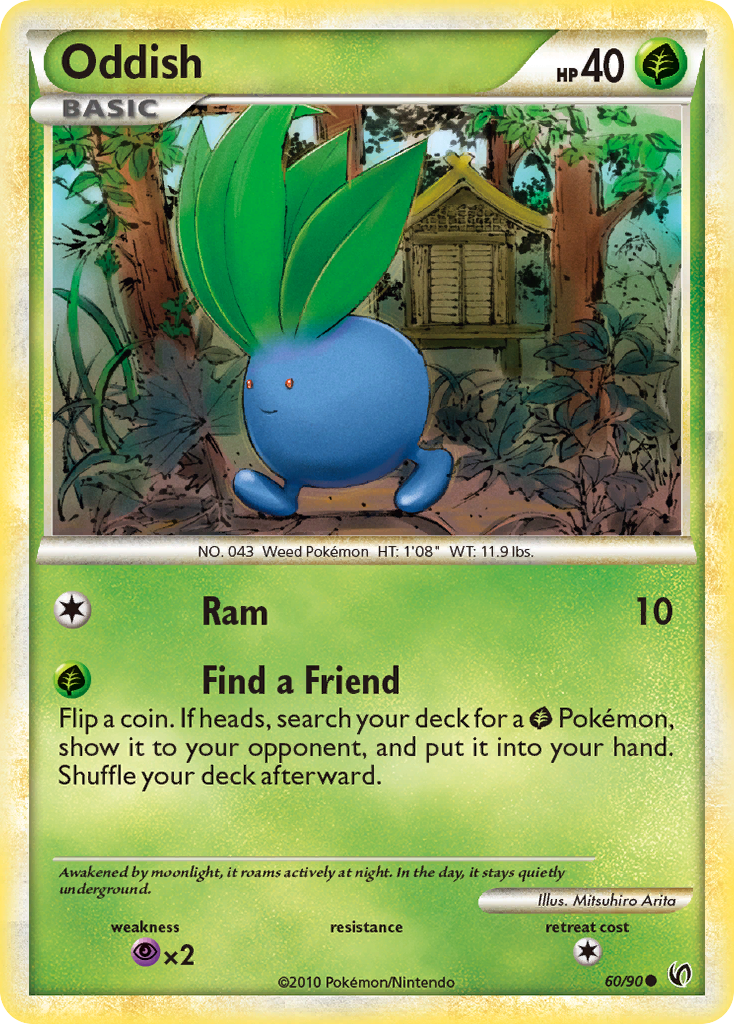 Oddish
HP 40
BASIC
NO. 043 Weed Pokémon HT: 1'08" WT: 11.9 lbs.
Ram 10
Find a Friend
Flip a coin. If heads, search your deck for a Pokémon,
show it to your opponent, and put it into your hand.
Shuffle your deck afterward.
Awakened by moonlight, it roams actively at night. In the day, it stays quietly
underground.
Illus. Mitsuhiro Arita
weakness resistance retreat cost
×2
©2010 Pokémon/Nintendo 60/90